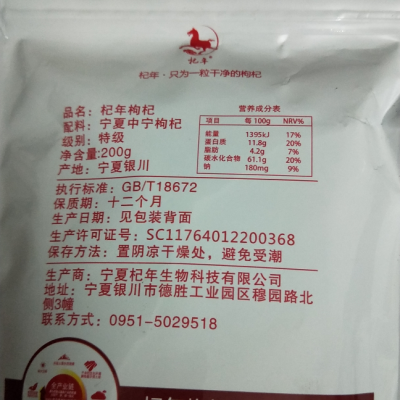 杞年
杞年·只为一粒干净的枸杞
品名：杞年枸杞
配料：宁夏中宁枸杞
级别：特级
净含量:200g
产地：宁夏银川
营养成分表
项目 每100g NRV%
能量 1395kJ 17%
蛋白质 11.8g 20%
脂肪 4.2g 7%
碳水化合物 61.1g 20%
钠 180mg 9%
执行标准：GB/T18672
保质期：十二个月
生产日期：见包装背面
生产许可证号：SC11764012200368
保存方法：置阴凉干燥处，避免受潮
生产商：宁夏杞年生物科技有限公司
地址：宁夏银川市德胜工业园区穆园路北
侧3幢
联系方式：0951-5029518